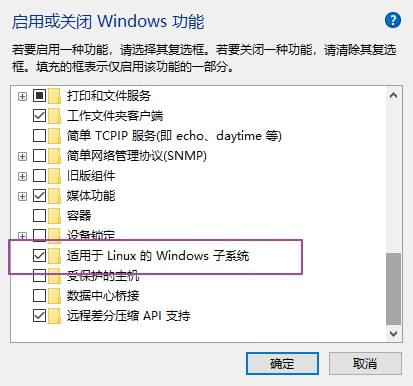 启用或关闭 Windows 功能
若要启用一种功能，请选择其复选框。若要关闭一种功能，请清除其复选
框。填充的框表示仅启用该功能的一部分。
打印和文件服务
工作文件夹客户端
简单 TCPIP 服务(即 echo、daytime 等)
简单网络管理协议(SNMP)
旧版组件
媒体功能
容器
设备锁定
适用于 Linux 的 Windows 子系统
受保护的主机
数据中心桥接
远程差分压缩 API 支持
确定
取消